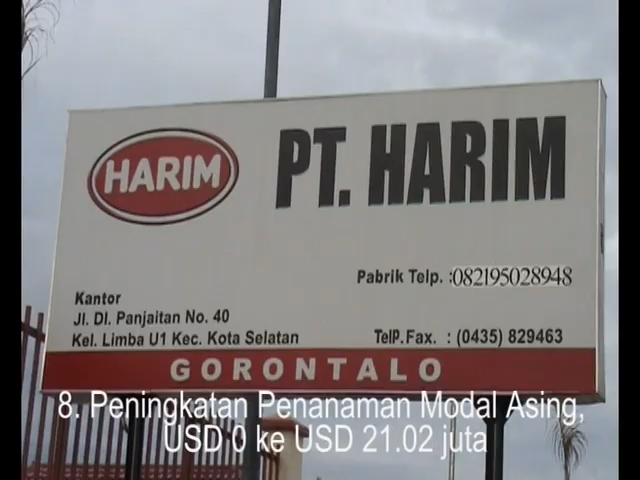 HARIM
PT. HARIM
Pabrik Telp. :082195028948
Kantor
Jl. DI. Panjaitan No. 40
Kel. Limba U1 Kec. Kota Selatan
TelP.Fax. : (0435) 829463
GORONTALO
8. Peningkatan Penanaman Modal Asing,
USD 0 ke USD 21.02 juta